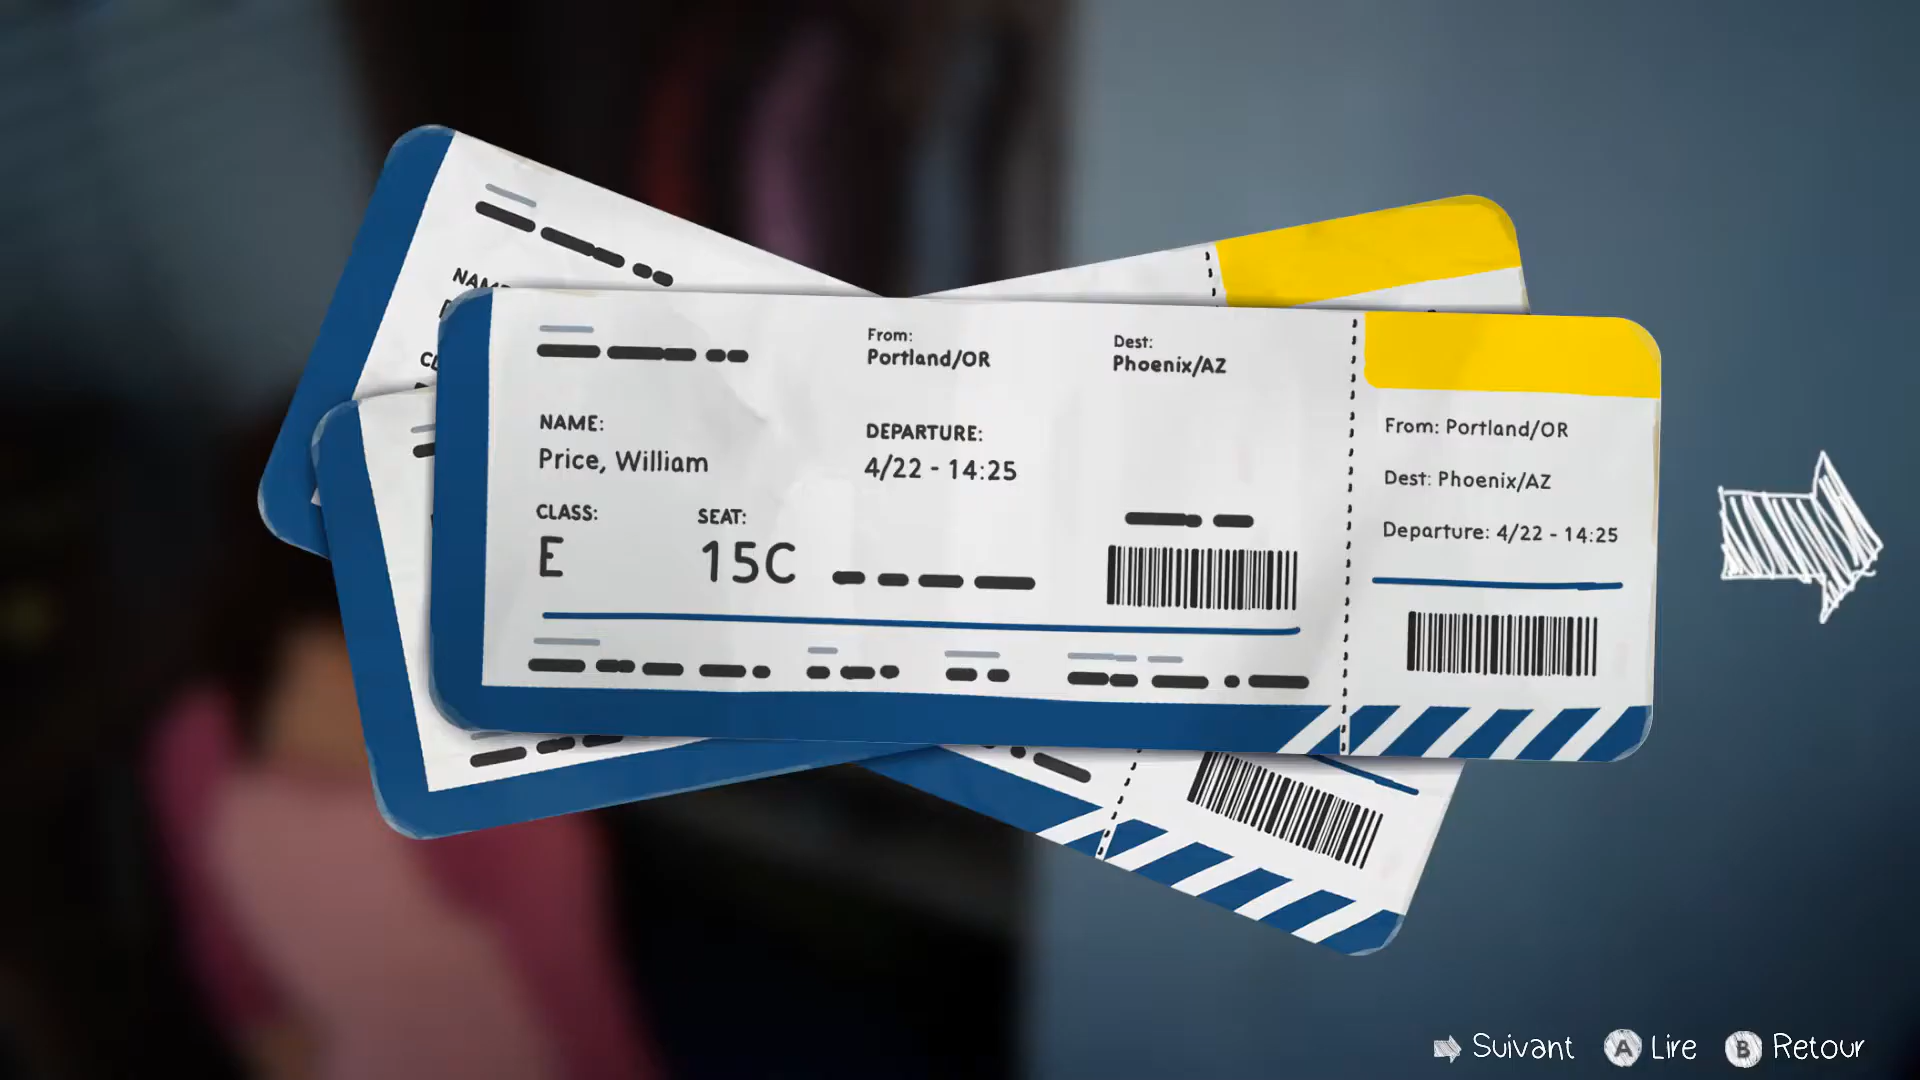 From:
Portland/OR
Dest:
Phoenix/AZ
NAME:
Price, William
DEPARTURE:
4/22 - 14:25
CLASS:
E
SEAT:
15C
From: Portland/OR
Dest: Phoenix/AZ
Departure: 4/22 - 14:25
Suivant
A Lire
B Retour